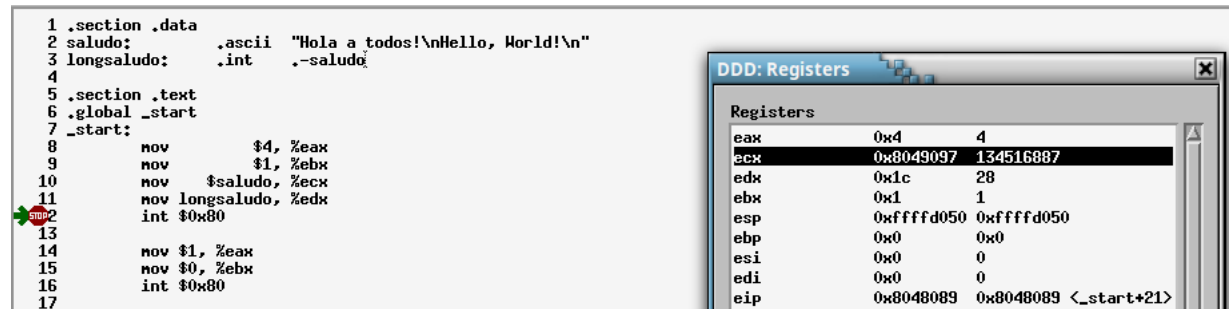 1 .section .data
2 saludo: .ascii "Hola a todos!\nHello, World!\n"
3 longsaludo: .int .-saludo
4
5 .section .text
6 .global _start
7 _start:
8 mov $4, %eax
9 mov $1, %ebx
10 mov $saludo, %ecx
11 mov longsaludo, %edx
STOP 2 int $0x80
13
14 mov $1, %eax
15 mov $0, %ebx
16 int $0x80
17
DDD: Registers
Registers
eax 0x4 4
ecx 0x8049097 134516887
edx 0x1c 28
ebx 0x1 1
esp 0xffffd050 0xffffd050
ebp 0x0 0x0
esi 0x0 0
edi 0x0 0
eip 0x8048089 0x8048089 <_start+21>